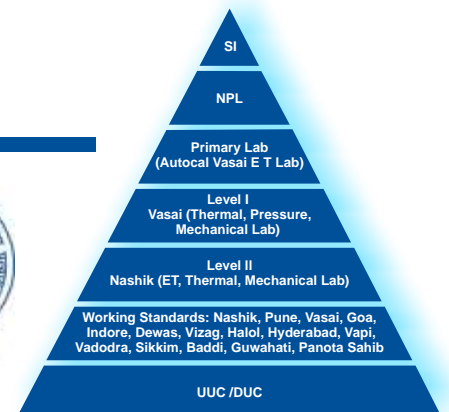 SI
NPL
Primary Lab
(Autocal Vasai E T Lab)
Level I
Vasai (Thermal, Pressure,
Mechanical Lab)
Level II
Nashik (ET, Thermal, Mechanical Lab)
Working Standards: Nashik, Pune, Vasai, Goa,
Indore, Dewas, Vizag, Halol, Hyderabad, Vapi,
Vadodra, Sikkim, Baddi, Guwahati, Panota Sahib
UUC /DUC